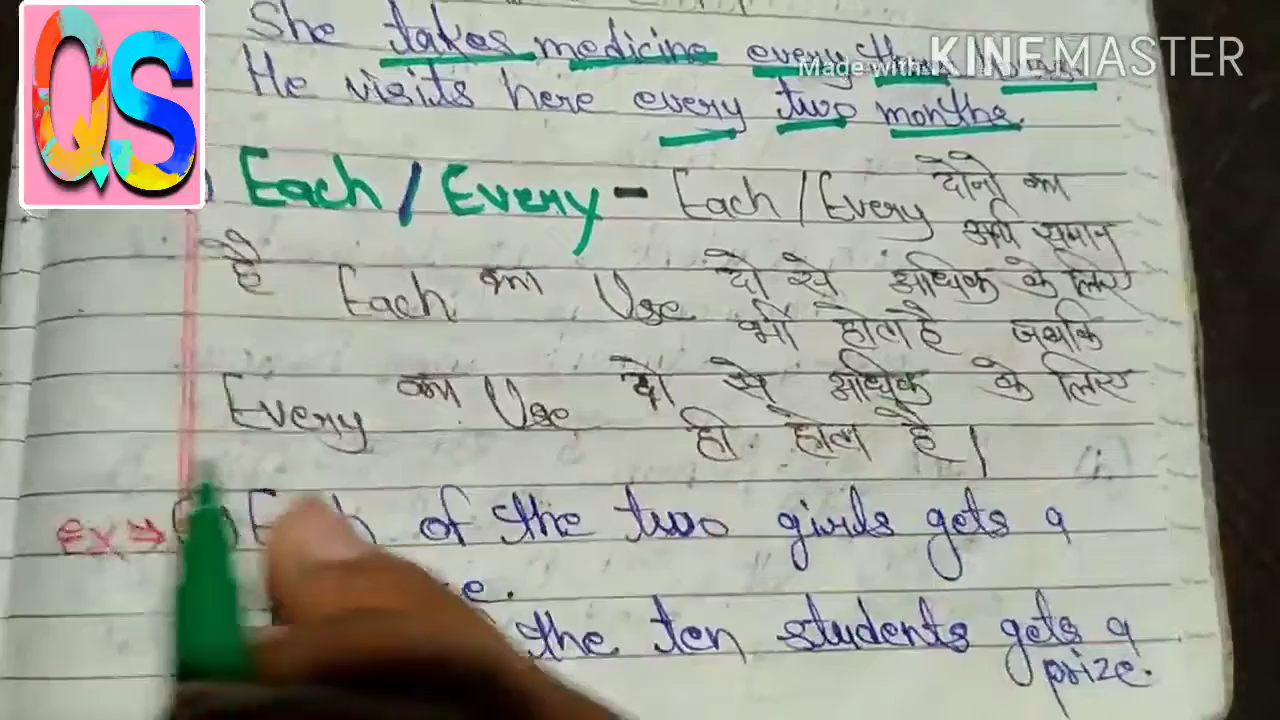 QS
She takes medicine every
Made with KINEMASTER
He visits here every two months.
Each / Every - Each / Every दोनो का
अर्थ समान
है Each का Use दो से अधिक के लिए
भी होता है जबकि
Every का Use दो से अधिक के लिए
ही होता है।
Ex → Each of the two girls gets a
the ten students gets a
prize.